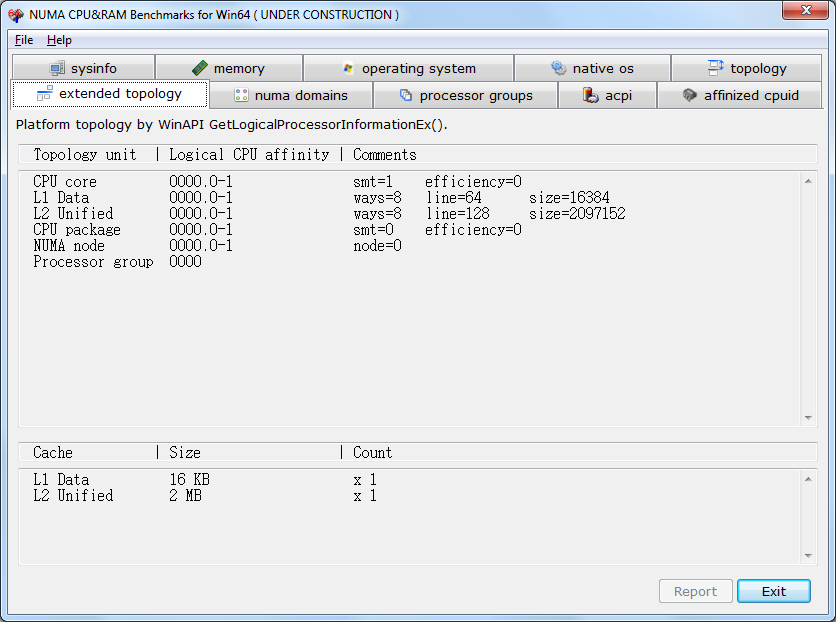 NUMA CPU&RAM Benchmarks for Win64 ( UNDER CONSTRUCTION )
File Help
sysinfo memory operating system native os topology
extended topology numa domains processor groups acpi affinized cpuid
Platform topology by WinAPI GetLogicalProcessorInformationEx().
Topology unit | Logical CPU affinity | Comments
CPU core 0000.0-1 smt=1 efficiency=0
L1 Data 0000.0-1 ways=8 line=64 size=16384
L2 Unified 0000.0-1 ways=8 line=128 size=2097152
CPU package 0000.0-1 smt=0 efficiency=0
NUMA node 0000.0-1 node=0
Processor group 0000
Cache | Size | Count
L1 Data 16 KB x 1
L2 Unified 2 MB x 1
Report Exit